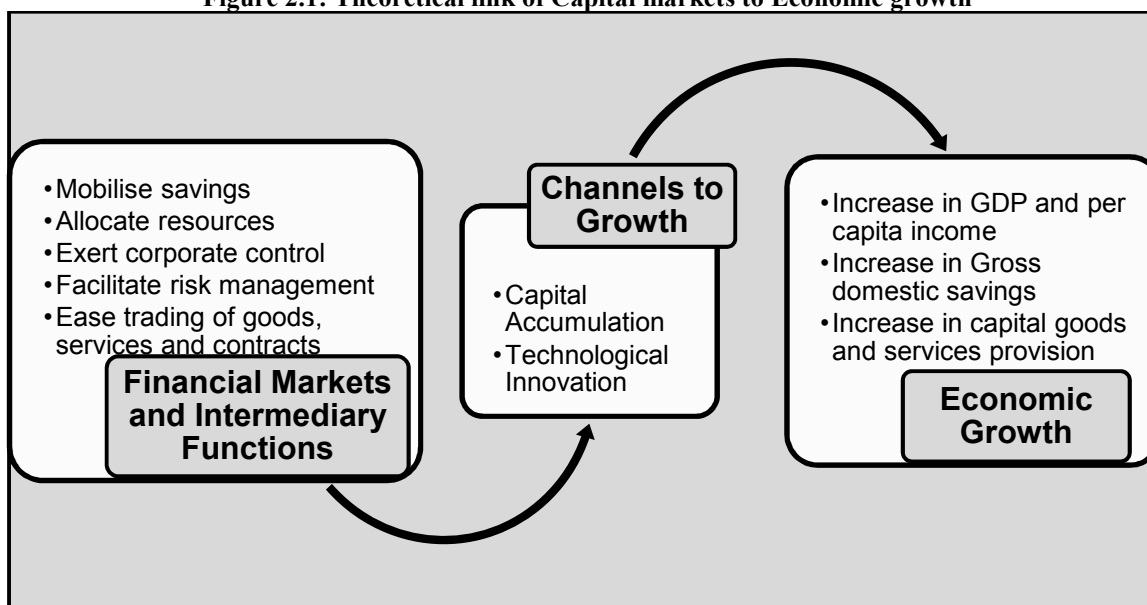 Figure 2.1: Theoretical link of Capital markets to Economic growth
•Mobilise savings
•Allocate resources
•Exert corporate control
•Facilitate risk management
•Ease trading of goods,
services and contracts
Financial Markets
and Intermediary
Functions
Channels to
Growth
•Capital
Accumulation
•Technological
Innovation
•Increase in GDP and per
capita income
•Increase in Gross
domestic savings
•Increase in capital goods
and services provision
Economic
Growth